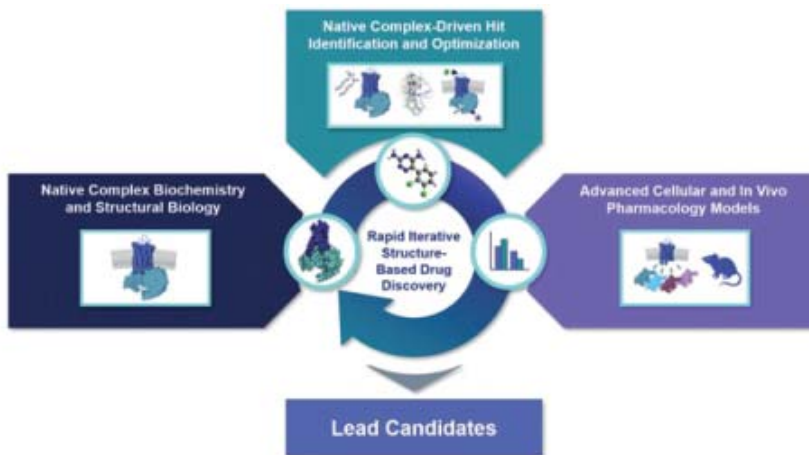 Native Complex-Driven Hit
Identification and Optimization
Native Complex Biochemistry
and Structural Biology
Advanced Cellular and In Vivo
Pharmacology Models
Rapid Iterative
Structure-
Based Drug
Discovery
Lead Candidates